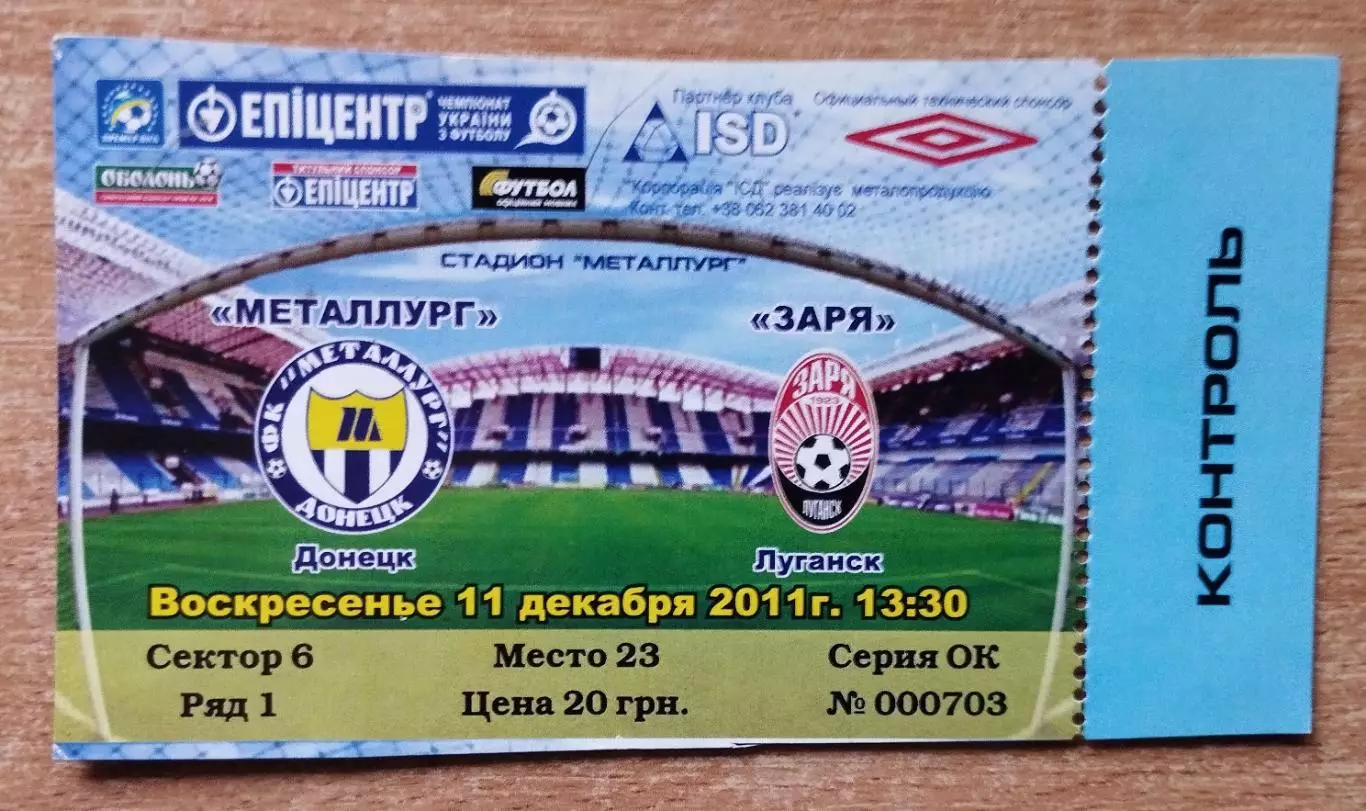 ПРЕМЬЕР-ЛИГА
ЕПІЦЕНТР
ЧЕМПІОНАТ
УКРАЇНИ
З ФУТБОЛУ
Партнёр клуба
ISD
Официальный технический спонсор
ОБОЛОНЬ
ТИТУЛЬНИЙ СПОНСОР
ЕПІЦЕНТР
ФУТБОЛ
"Корпорація "ІСД" реалізує металопродукцію
Конт. тел. +38 062 381 40 02
СТАДИОН "МЕТАЛЛУРГ"
«МЕТАЛЛУРГ»
«ЗАРЯ»
ФК "МЕТАЛЛУРГ"
М
ДОНЕЦК
ЗАРЯ
1923
ЛУГАНСК
Донецк
Луганск
Воскресенье 11 декабря 2011г. 13:30
Сектор 6
Место 23
Серия ОК
Ряд 1
Цена 20 грн.
№ 000703
КОНТРОЛЬ